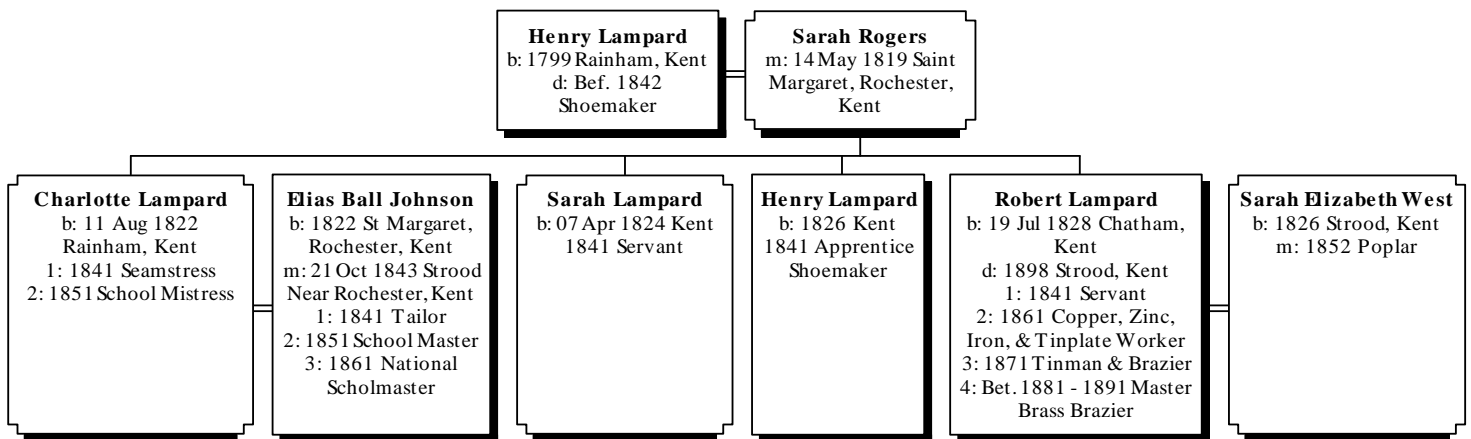 Henry Lampard
b: 1799 Rainham, Kent
d: Bef. 1842
Shoemaker
Sarah Rogers
m: 14 May 1819 Saint
Margaret, Rochester,
Kent
Charlotte Lampard
b: 11 Aug 1822
Rainham, Kent
1: 1841 Seamstress
2: 1851 School Mistress
Elias Ball Johnson
b: 1822 St Margaret,
Rochester, Kent
m: 21 Oct 1843 Strood
Near Rochester, Kent
1: 1841 Tailor
2: 1851 School Master
3: 1861 National
Scholmaster
Sarah Lampard
b: 07 Apr 1824 Kent
1841 Servant
Henry Lampard
b: 1826 Kent
1841 Apprentice
Shoemaker
Robert Lampard
b: 19 Jul 1828 Chatham,
Kent
d: 1898 Strood, Kent
1: 1841 Servant
2: 1861 Copper, Zinc,
Iron, & Tinplate Worker
3: 1871 Tinman & Brazier
4: Bet. 1881 - 1891 Master
Brass Brazier
Sarah Elizabeth West
b: 1826 Strood, Kent
m: 1852 Poplar